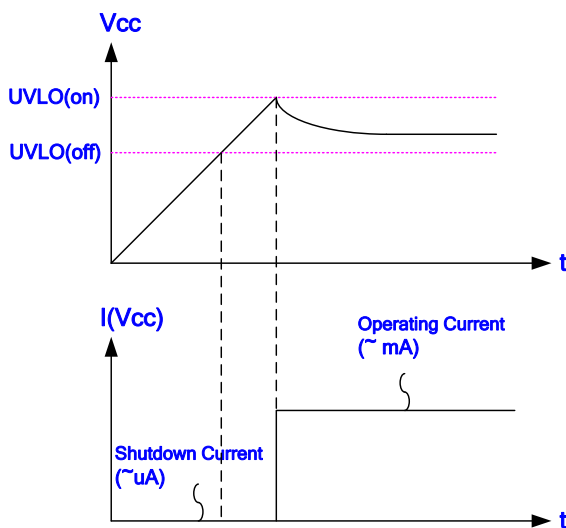 Vcc
UVLO(on)
UVLO(off)
t
I(Vcc)
Operating Current
(~ mA)
Shutdown Current
(~uA)
t